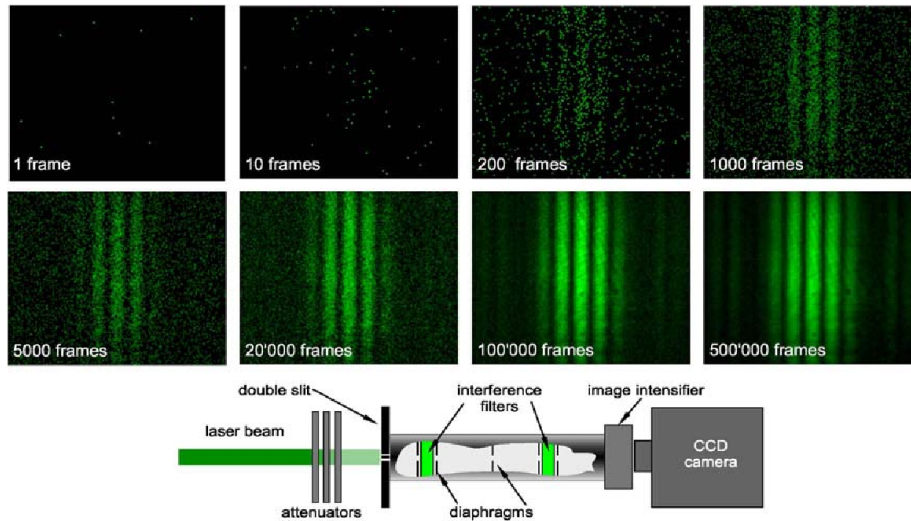 1 frame
10 frames
200 frames
1000 frames
5000 frames
20'000 frames
100'000 frames
500'000 frames
double slit
interference
filters
image intensifier
laser beam
CCD
camera
attenuators
diaphragms